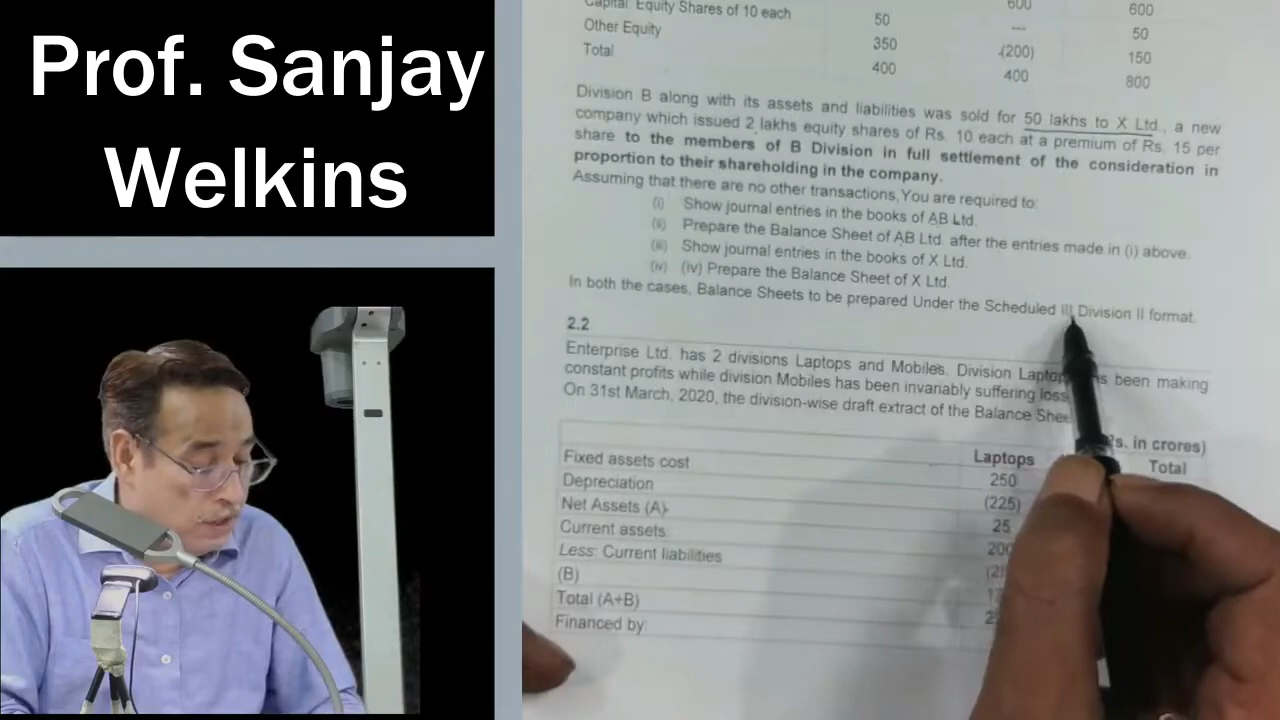 Prof. Sanjay
Welkins
Capital: Equity Shares of 10 each 50 600 600
Other Equity 350 --- 50
Total 400 (200) 150
400 800
Division B along with its assets and liabilities was sold for 50 lakhs to X Ltd., a new
company which issued 2 lakhs equity shares of Rs. 10 each at a premium of Rs. 15 per
share to the members of B Division in full settlement of the consideration in
proportion to their shareholding in the company.
Assuming that there are no other transactions, You are required to:
(i) Show journal entries in the books of AB Ltd.
(ii) Prepare the Balance Sheet of AB Ltd. after the entries made in (i) above.
(iii) Show journal entries in the books of X Ltd.
(iv) (iv) Prepare the Balance Sheet of X Ltd.
In both the cases, Balance Sheets to be prepared Under the Scheduled III Division II format.
2.2
Enterprise Ltd. has 2 divisions Laptops and Mobiles. Division been making
constant profits while division Mobiles has been invariably suffering
On 31st March, 2020, the division-wise draft extract of the Balance
in crores)
Laptops Total
Fixed assets cost 250
Depreciation (225)
Net Assets (A) 25
Current assets:
Less: Current liabilities
(B)
Total (A+B)
Financed by: